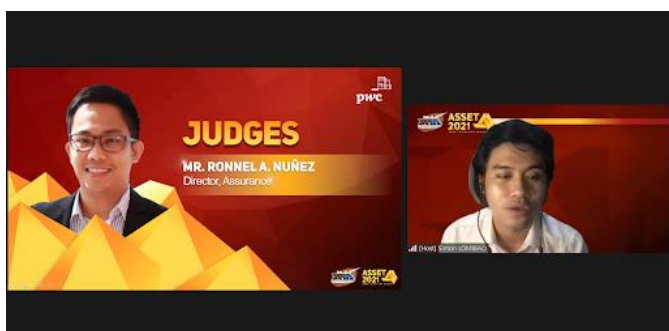 pwc
JUDGES
MR. RONNEL A. NUÑEZ
Director, Assurance
ASSET
2021
ASSET
2021
[Host] Simon LOMIBAO